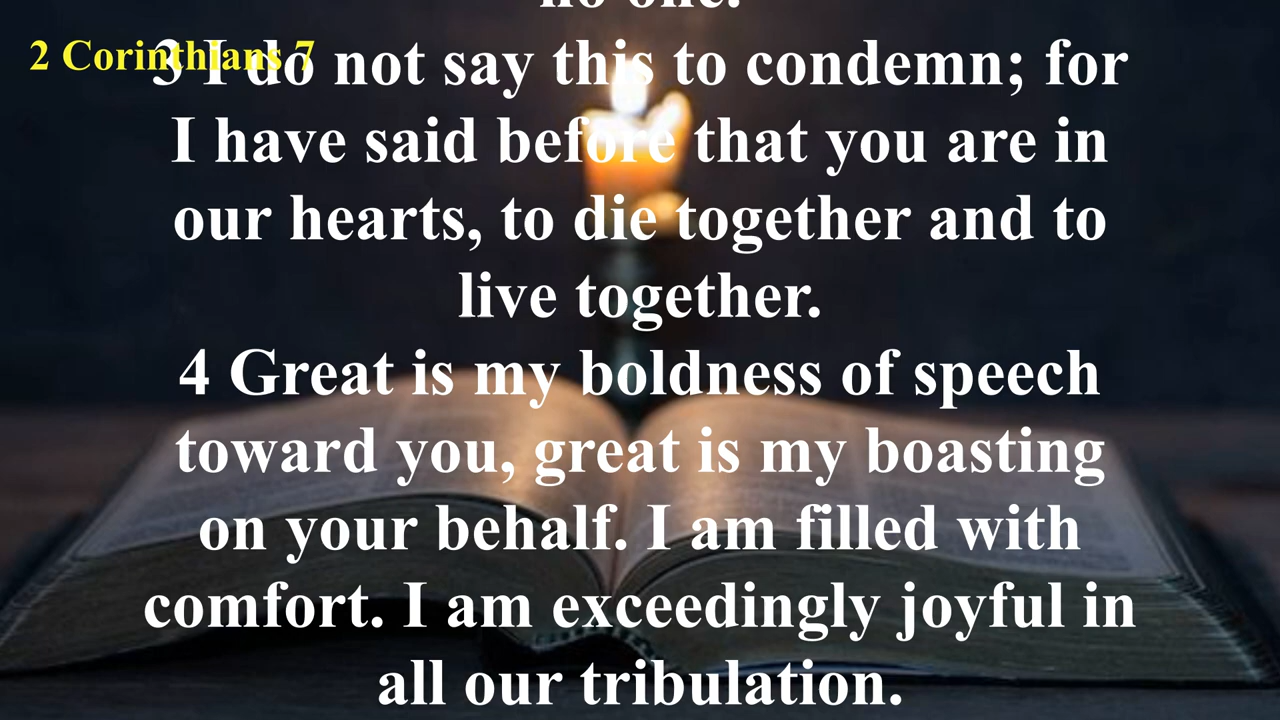 no one.
2 Corinthians 7
3 I do not say this to condemn; for
I have said before that you are in
our hearts, to die together and to
live together.
4 Great is my boldness of speech
toward you, great is my boasting
on your behalf. I am filled with
comfort. I am exceedingly joyful in
all our tribulation.